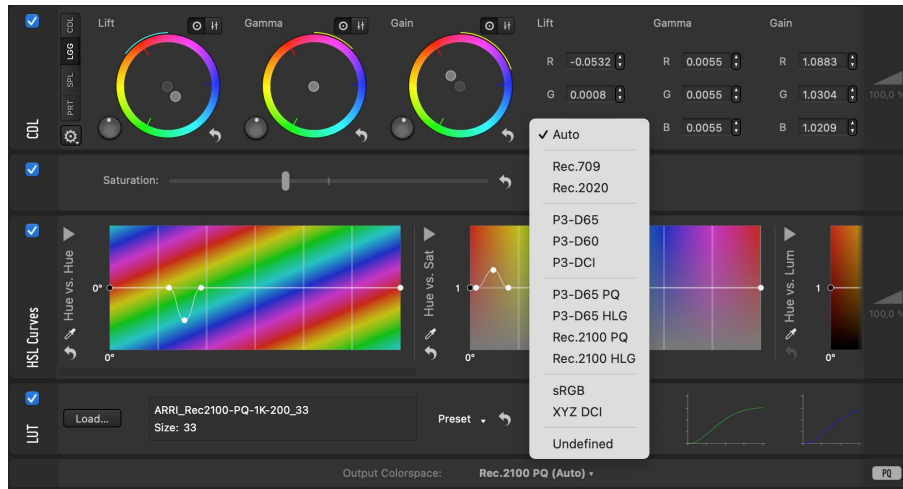 CDL
CDL
LGG
SPL
PRT
Lift
Gamma
Gain
Lift
Gamma
Gain
R -0.0532
R 0.0055
R 1.0883
G 0.0008
G 0.0055
G 1.0304
B 0.0055
B 1.0209
100,0 %
Saturation:
HSL Curves
Hue vs. Hue
0°
0°
Hue vs. Sat
1
0°
Hue vs. Lum
1
0°
100,0 %
✓ Auto
Rec.709
Rec.2020
P3-D65
P3-D60
P3-DCI
P3-D65 PQ
P3-D65 HLG
Rec.2100 PQ
Rec.2100 HLG
sRGB
XYZ DCI
Undefined
LUT
Load...
ARRI_Rec2100-PQ-1K-200_33
Size: 33
Preset
Output Colorspace: Rec.2100 PQ (Auto)
PQ